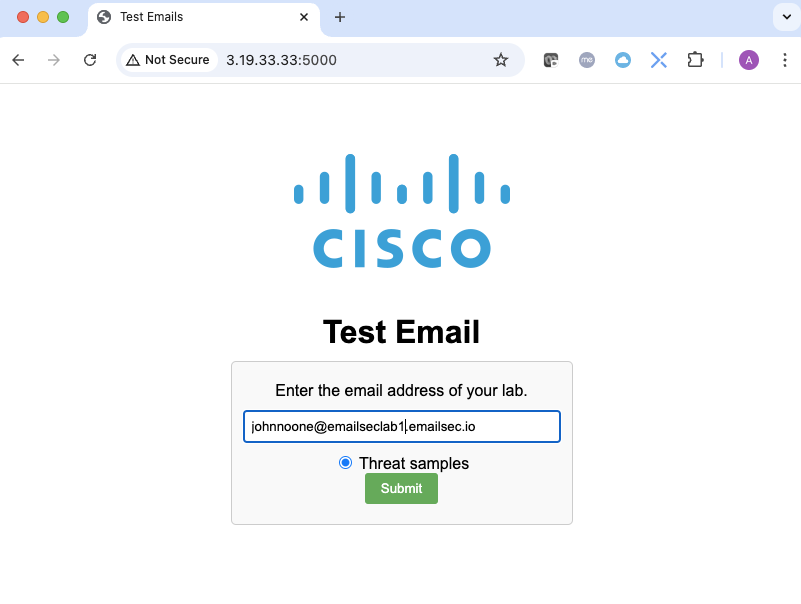 Test Emails
Not Secure
3.19.33.33:5000
me
A
CISCO
Test Email
Enter the email address of your lab.
johnnoone@emailseclab1.emailsec.io
Threat samples
Submit